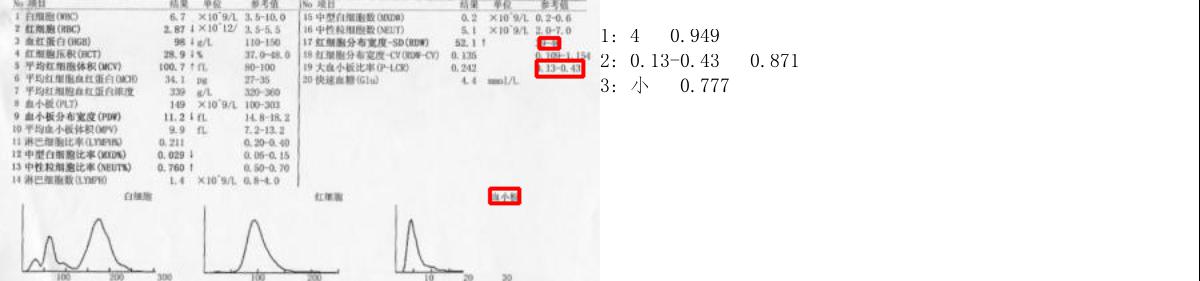 No 项目 结果 单位 参考值
1 白细胞(WBC) 6.7 ×10^9/L 3.5-10.0
2 红细胞(RBC) 2.87 ↓ ×10^12/ 3.5-5.5
3 血红蛋白(HGB) 98 ↓ g/L 110-150
4 红细胞压积(HCT) 28.9 ↓ % 37.0-48.0
5 平均红细胞体积(MCV) 100.7 ↑ fL 80-100
6 平均红细胞血红蛋白(MCH) 34.1 pg 27-35
7 平均红细胞血红蛋白浓度 339 g/L 320-360
8 血小板(PLT) 149 ×10^9/L 100-303
9 血小板分布宽度(PDW) 11.2 ↓ fL 14.8-18.2
10 平均血小板体积(MPV) 9.9 fL 7.2-13.2
11 淋巴细胞比率(LYMPH%) 0.211 0.20-0.40
12 中型白细胞比率(MXD%) 0.029 ↓ 0.05-0.15
13 中性粒细胞比率(NEUT%) 0.760 ↑ 0.50-0.70
14 淋巴细胞数(LYMPH) 1.4 ×10^9/L 0.8-4.0
No 项目 结果 单位 参考值
15 中型白细胞数(MXDW) 0.2 ×10^9/L 0.2-0.6
16 中性粒细胞数(NEUT) 5.1 ×10^9/L 2.0-7.0
17 红细胞分布宽度-SD(RDW) 52.1 ↑
18 红细胞分布宽度-CV(RDW-CV) 0.135 0.109-1.154
19 大血小板比率(P-LCR) 0.242 0.13-0.43
20 快速血糖(Glu) 4.4 mmol/L
白细胞 红细胞 血小板
100 200 300 100 200 10 20 30
1: 4 0.949
2: 0.13-0.43 0.871
3: 小 0.777